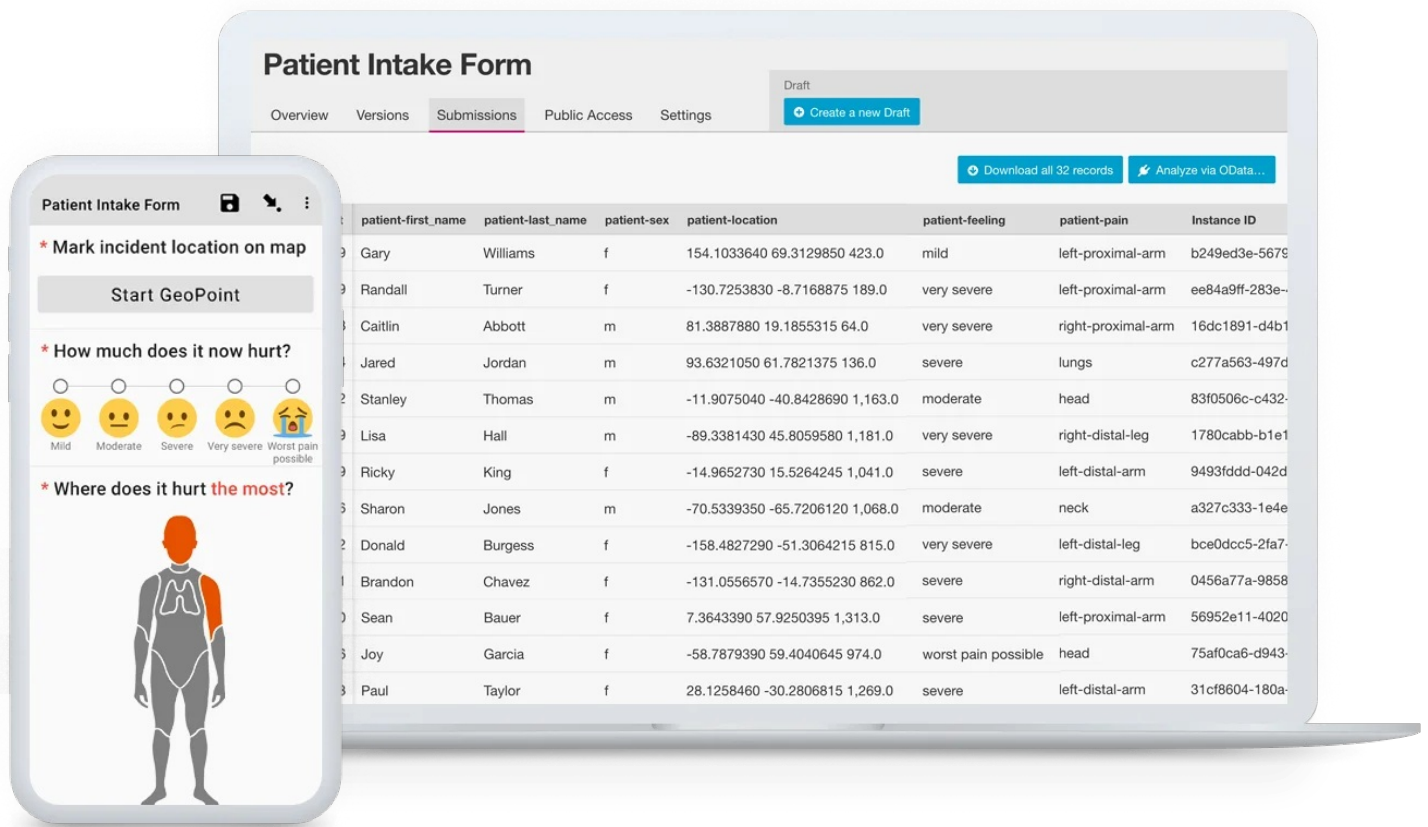 Patient Intake Form
Draft
Create a new Draft
Overview Versions Submissions Public Access Settings
Download all 32 records Analyze via OData...
patient-first_name patient-last_name patient-sex patient-location patient-feeling patient-pain Instance ID
Gary Williams f 154.1033640 69.3129850 423.0 mild left-proximal-arm b249ed3e-5679
Randall Turner f -130.7253830 -8.7168875 189.0 very severe left-proximal-arm ee84a9ff-283e-
Caitlin Abbott m 81.3887880 19.1855315 64.0 very severe right-proximal-arm 16dc1891-d4b1
Jared Jordan m 93.6321050 61.7821375 136.0 severe lungs c277a563-497d
Stanley Thomas m -11.9075040 -40.8428690 1,163.0 moderate head 83f0506c-c432-
Lisa Hall m -89.3381430 45.8059580 1,181.0 very severe right-distal-leg 1780cabb-b1e1
Ricky King f -14.9652730 15.5264245 1,041.0 severe left-distal-arm 9493fddd-042d
Sharon Jones m -70.5339350 -65.7206120 1,068.0 moderate neck a327c333-1e4e
Donald Burgess f -158.4827290 -51.3064215 815.0 very severe left-distal-leg bce0dcc5-2fa7-
Brandon Chavez f -131.0556570 -14.7355230 862.0 severe right-distal-arm 0456a77a-9858
Sean Bauer f 7.3643390 57.9250395 1,313.0 severe left-proximal-arm 56952e11-4020
Joy Garcia f -58.7879390 59.4040645 974.0 worst pain possible head 75af0ca6-d943-
Paul Taylor f 28.1258460 -30.2806815 1,269.0 severe left-distal-arm 31cf8604-180a-
Patient Intake Form
* Mark incident location on map
Start GeoPoint
* How much does it now hurt?
Mild Moderate Severe Very severe Worst pain
possible
* Where does it hurt the most?